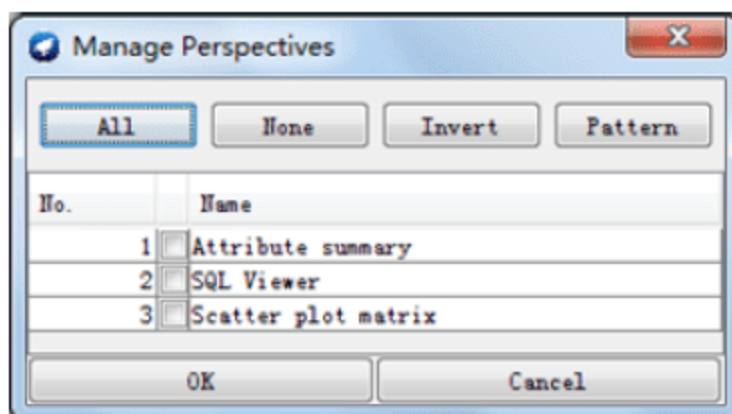 Manage Perspectives
All None Invert Pattern
No. Name
1 Attribute summary
2 SQL Viewer
3 Scatter plot matrix
OK Cancel